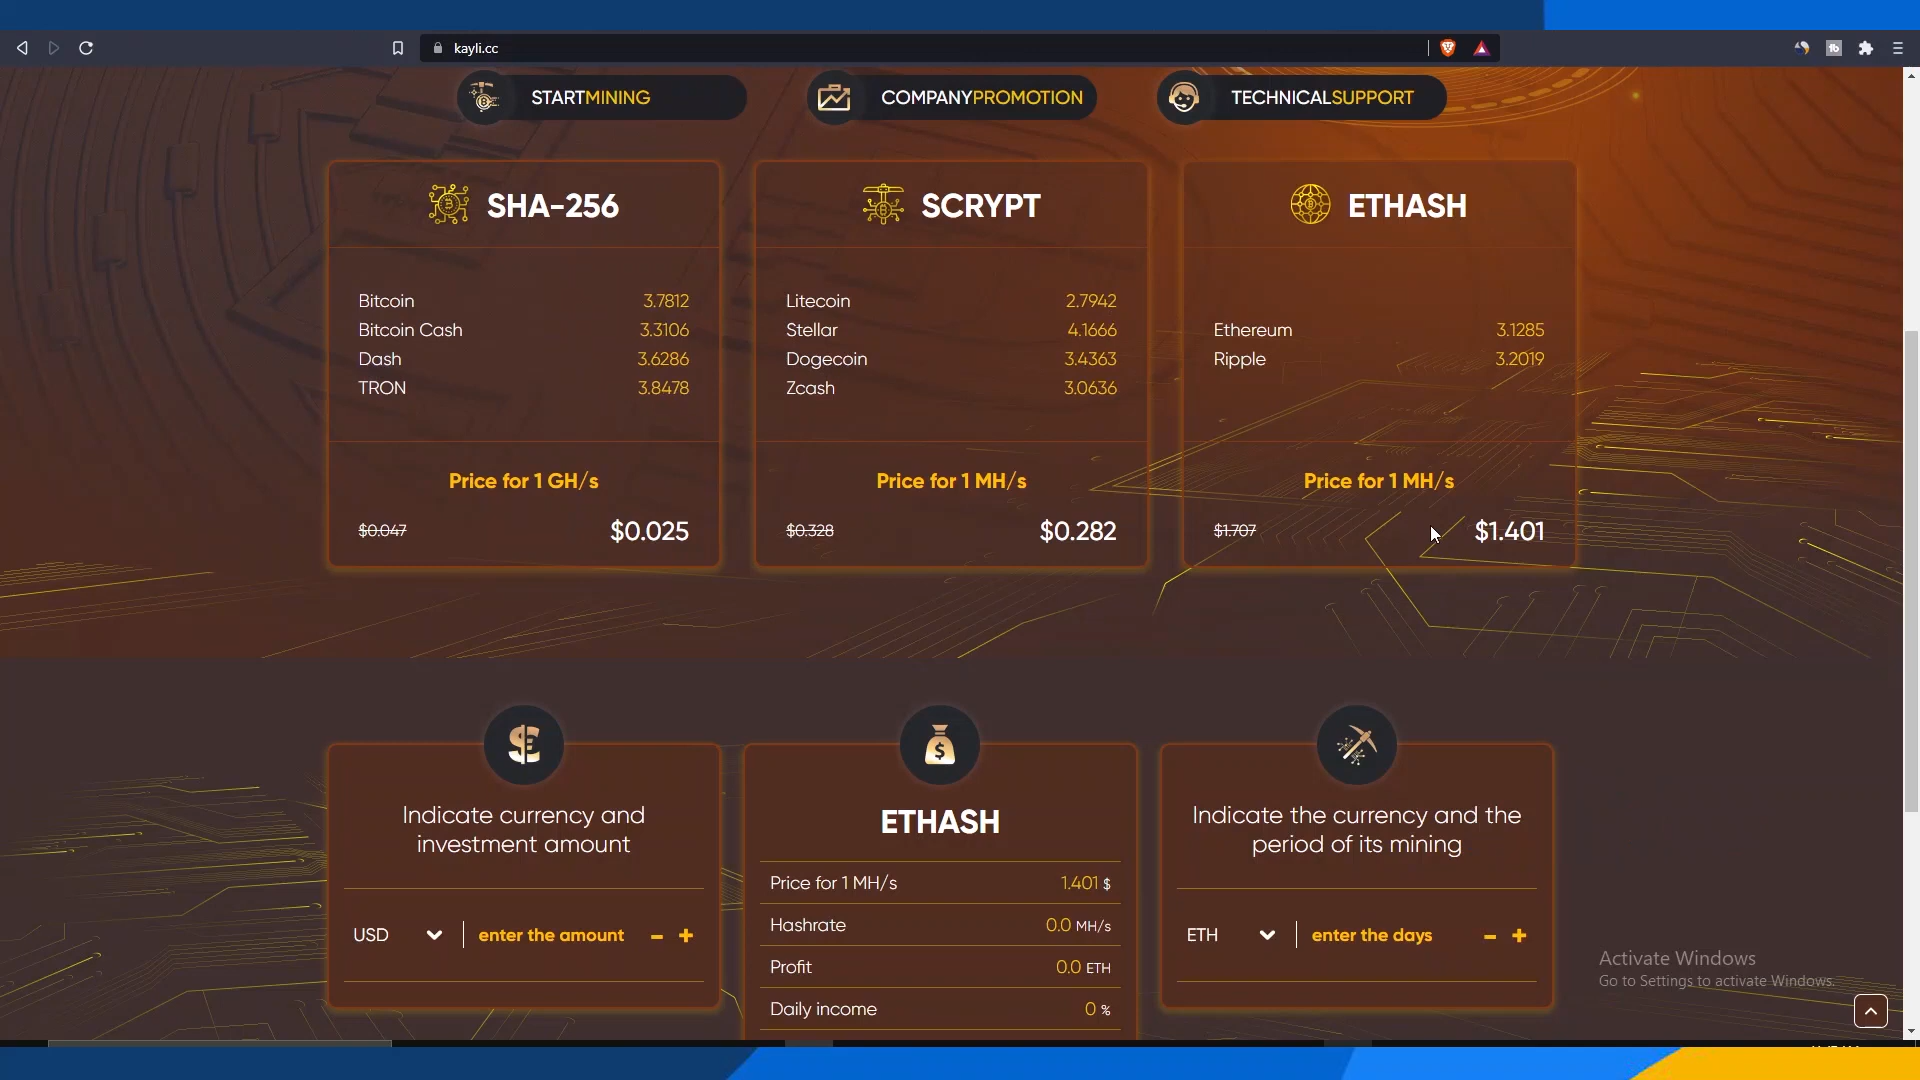 kayli.cc
STARTMINING
COMPANYPROMOTION
TECHNICALSUPPORT
SHA-256
Bitcoin 3.7812
Bitcoin Cash 3.3106
Dash 3.6286
TRON 3.8478
Price for 1 GH/s
$0.047 $0.025
SCRYPT
Litecoin 2.7942
Stellar 4.1666
Dogecoin 3.4363
Zcash 3.0636
Price for 1 MH/s
$0.328 $0.282
ETHASH
Ethereum 3.1285
Ripple 3.2019
Price for 1 MH/s
$1.707 $1.401
Indicate currency and
investment amount
USD enter the amount - +
ETHASH
Price for 1 MH/s 1.401 $
Hashrate 0.0 MH/s
Profit 0.0 ETH
Daily income 0 %
Indicate the currency and the
period of its mining
ETH enter the days - +
Activate Windows
Go to Settings to activate Windows.